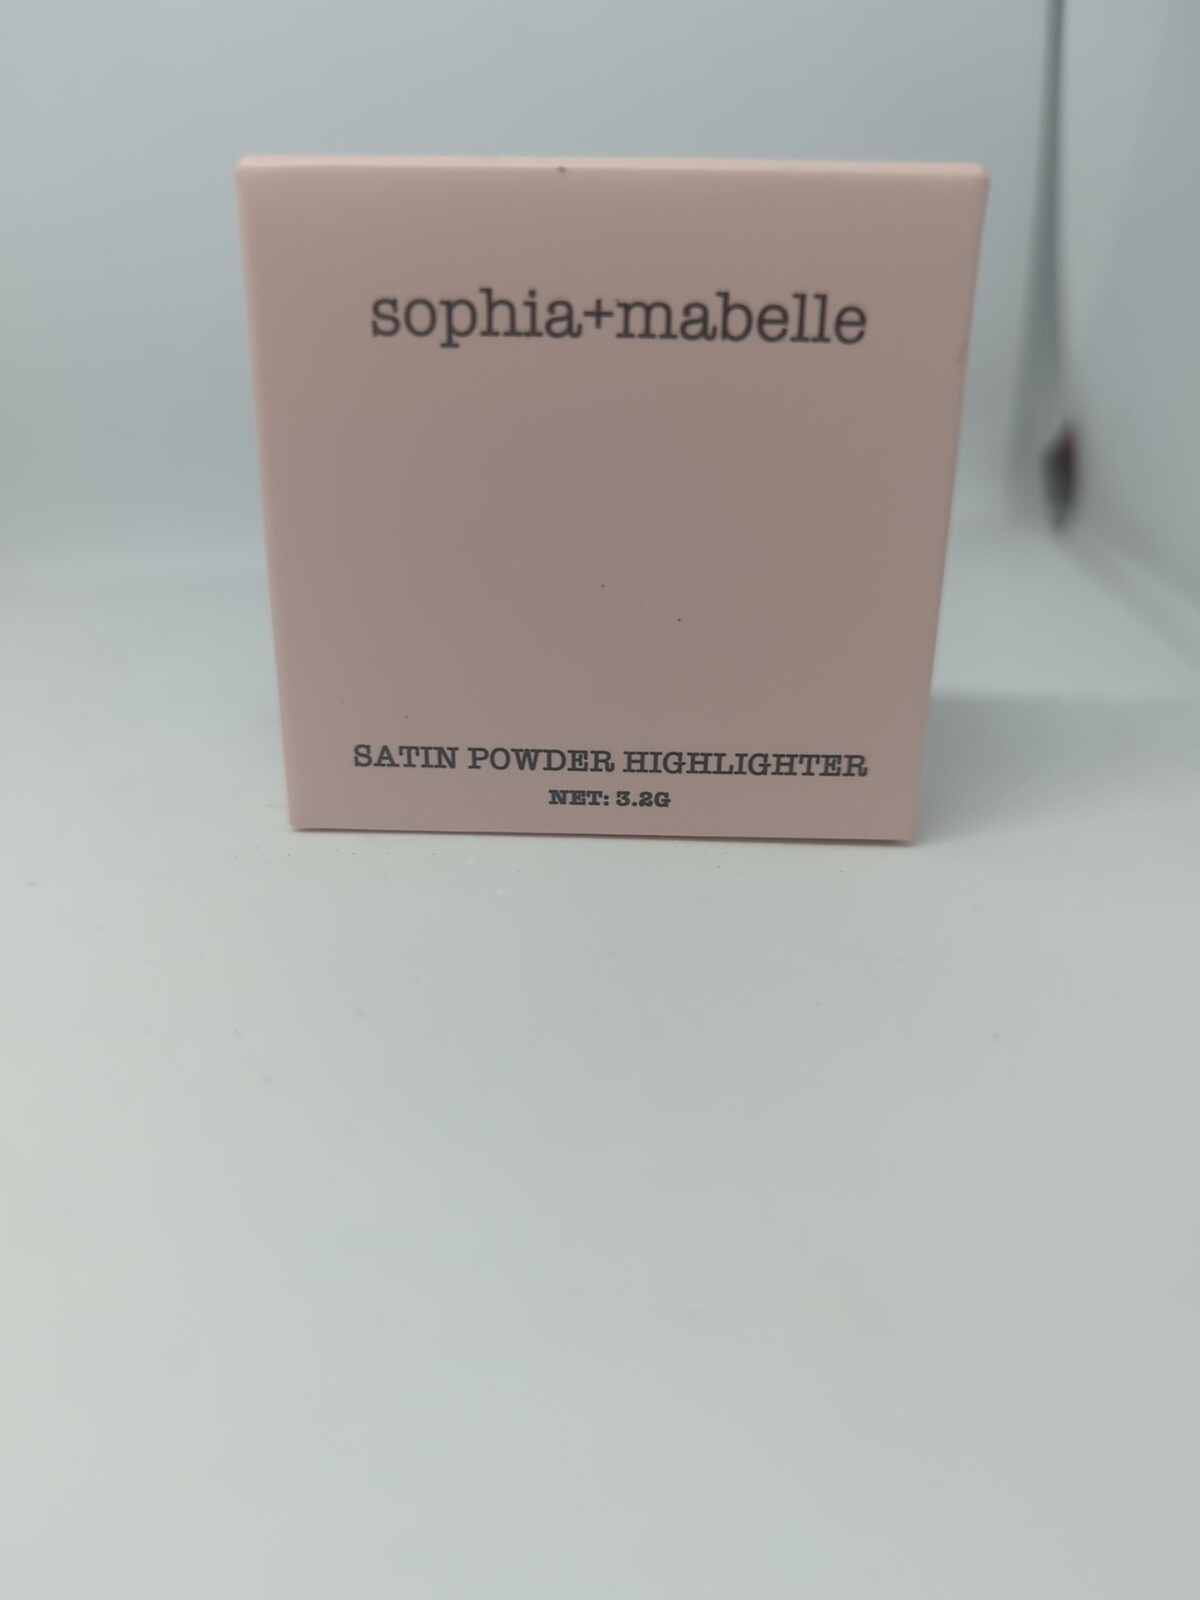 sophia+mabelle
SATIN POWDER HIGHLIGHTER
NET: 3.2G